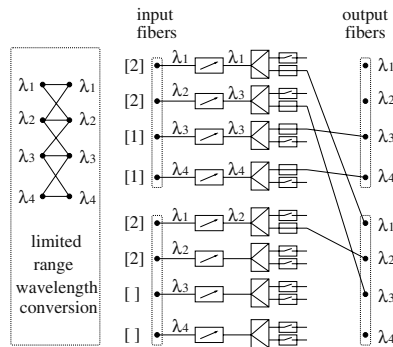 input fibers
output fibers
λ1 λ1
λ2 λ2
λ3 λ3
λ4 λ4
limited
range
wavelength
conversion
[2] λ1 λ1 λ1
[2] λ2 λ3 λ2
[1] λ3 λ3 λ3
[1] λ4 λ4 λ4
[2] λ1 λ2 λ1
[2] λ2 λ2
[ ] λ3 λ3
[ ] λ4 λ4